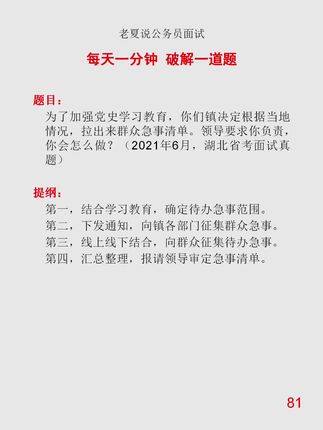 老夏说公务员面试
每天一分钟 破解一道题
题目：
为了加强党史学习教育，你们镇决定根据当地
情况，拉出来群众急事清单。领导要求你负责，
你会怎么做？（2021年6月，湖北省考面试真
题）
提纲：
第一，结合学习教育，确定待办急事范围。
第二，下发通知，向镇各部门征集群众急事。
第三，线上线下结合，向群众征集待办急事。
第四，汇总整理，报请领导审定急事清单。
81